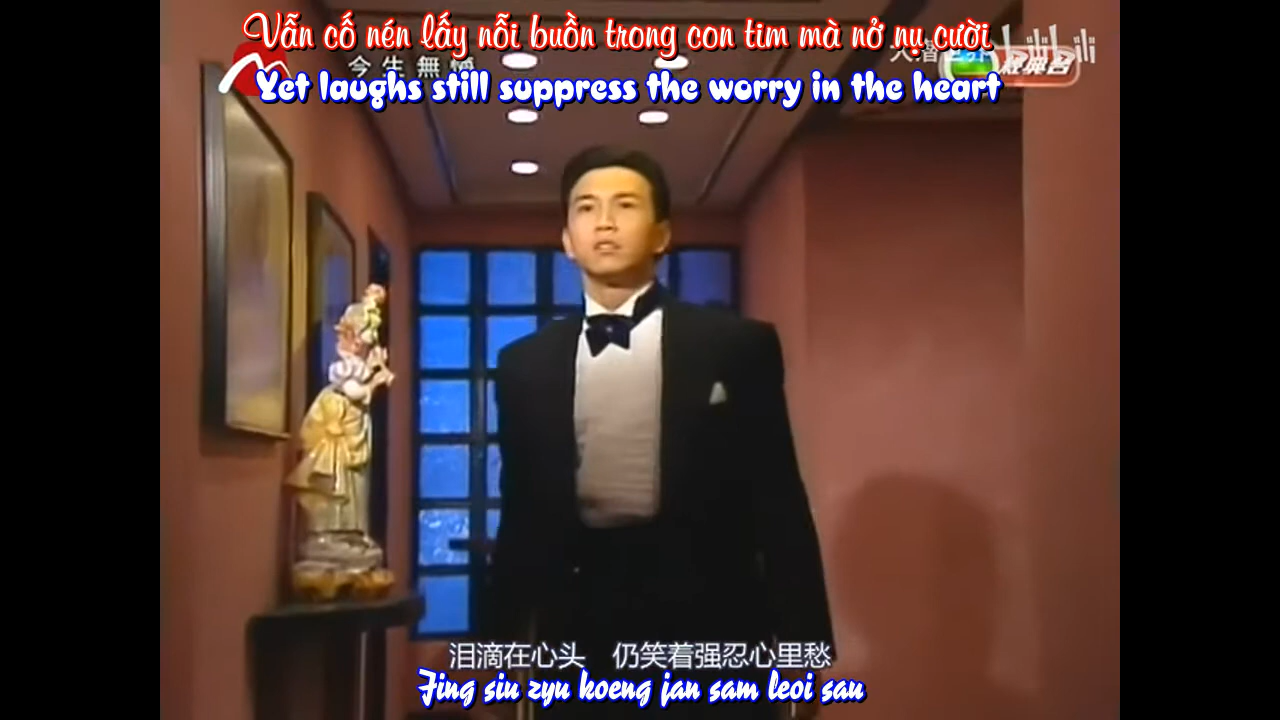 Vẫn cố nén lấy nỗi buồn trong con tim mà nở nụ cười
今生無悔
Yet laughs still suppress the worry in the heart
bilibili
泪滴在心头 仍笑着强忍心里愁
Jing siu zyu koeng jan sam leoi sau